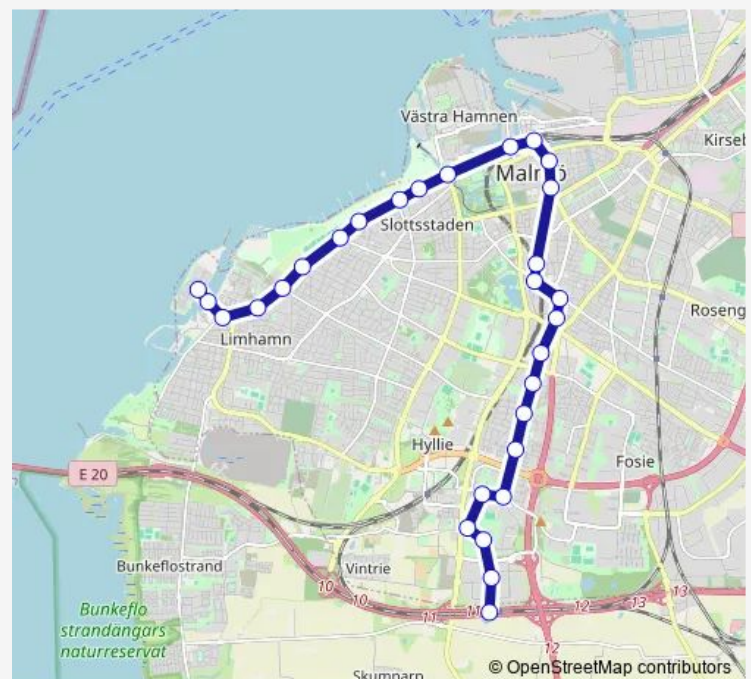 Västra Hamnen
Kirseb
Malmö
Slottsstaden
Roseng
Limhamn
Hyllie
Fosie
E 20
Bunkeflostrand
Vintrie
10
10
11
11
12
13
13
Bunkeflo
strandängars
naturreservat
12
Skumparp
© OpenStreetMap contributors